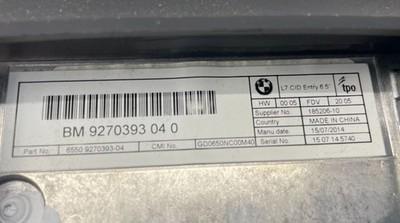 BMW
L7 CID Entry 6.5"
tpo
HW 00 05 FDV 20 05
Supplier No. 185206-10
Country MADE IN CHINA
Manu date 15/07/2014
Serial No. 15 07 14 5740
BM 9270393 04 0
Part No. 6550 9270393-04 CMI No. GD0650NC00M40